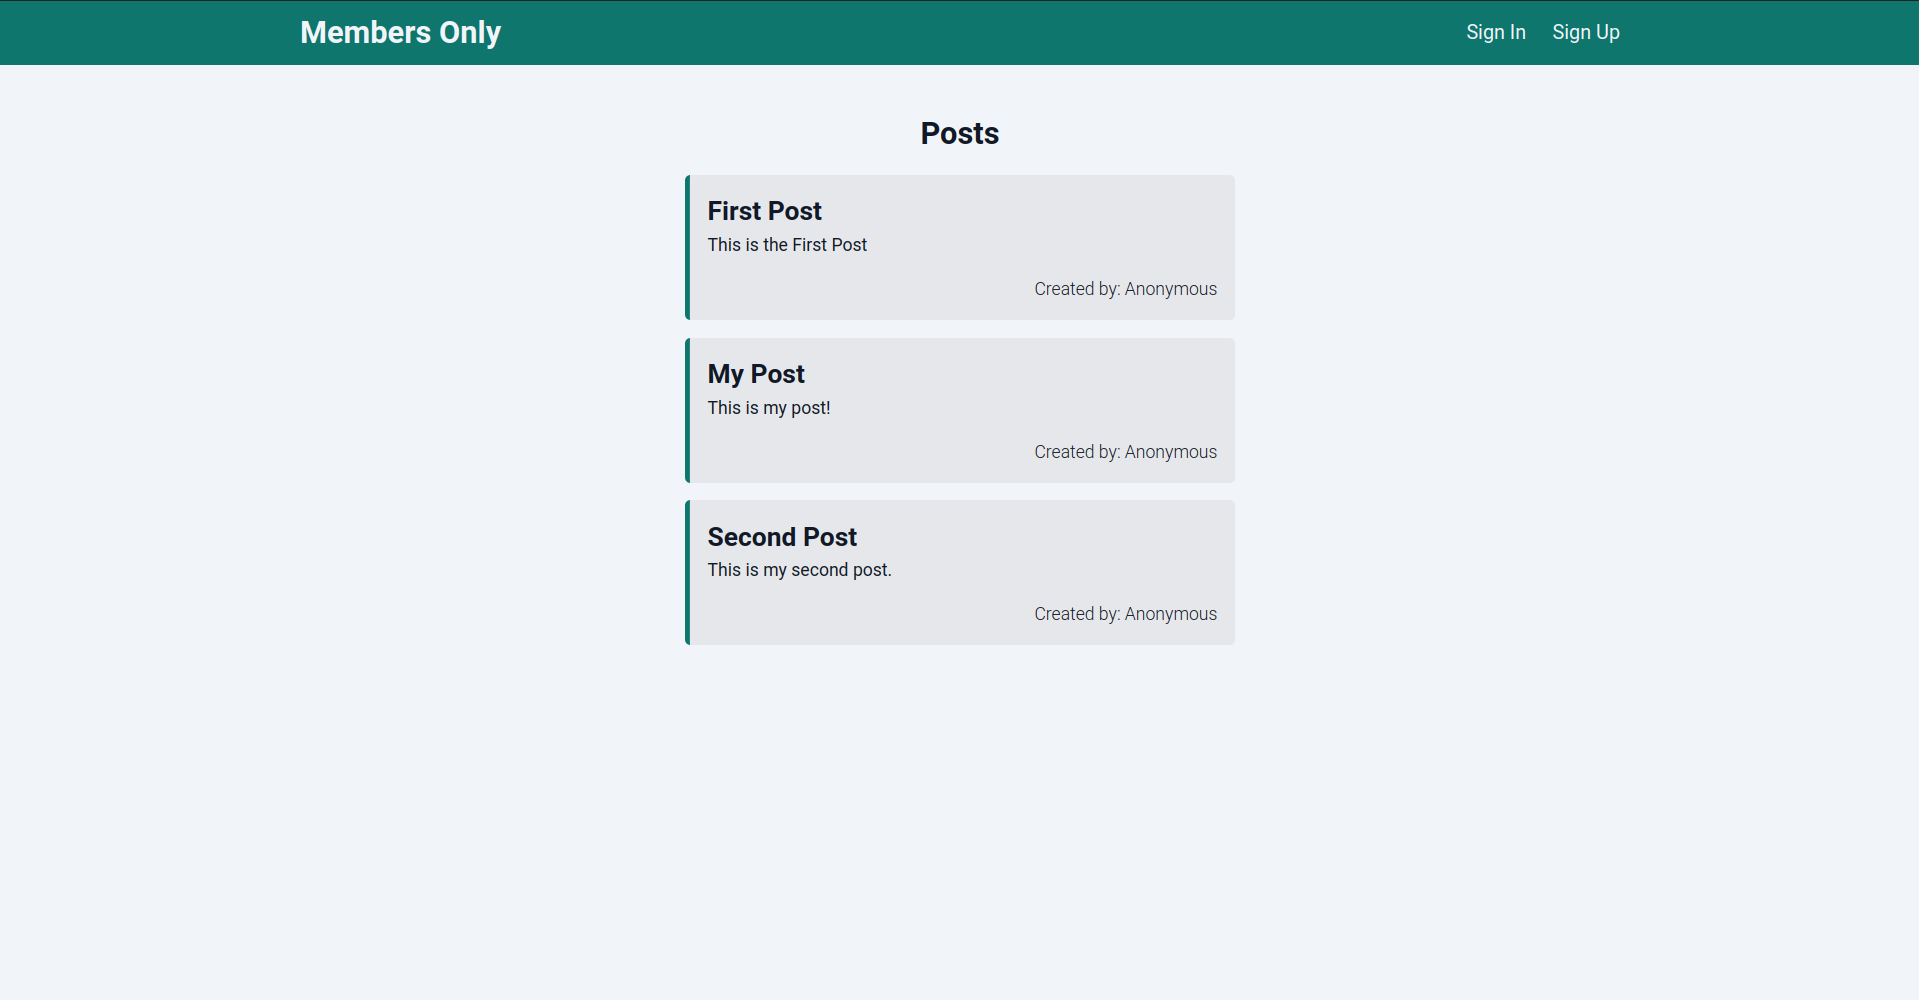 Members Only
Sign In Sign Up
Posts
First Post
This is the First Post
Created by: Anonymous
My Post
This is my post!
Created by: Anonymous
Second Post
This is my second post.
Created by: Anonymous